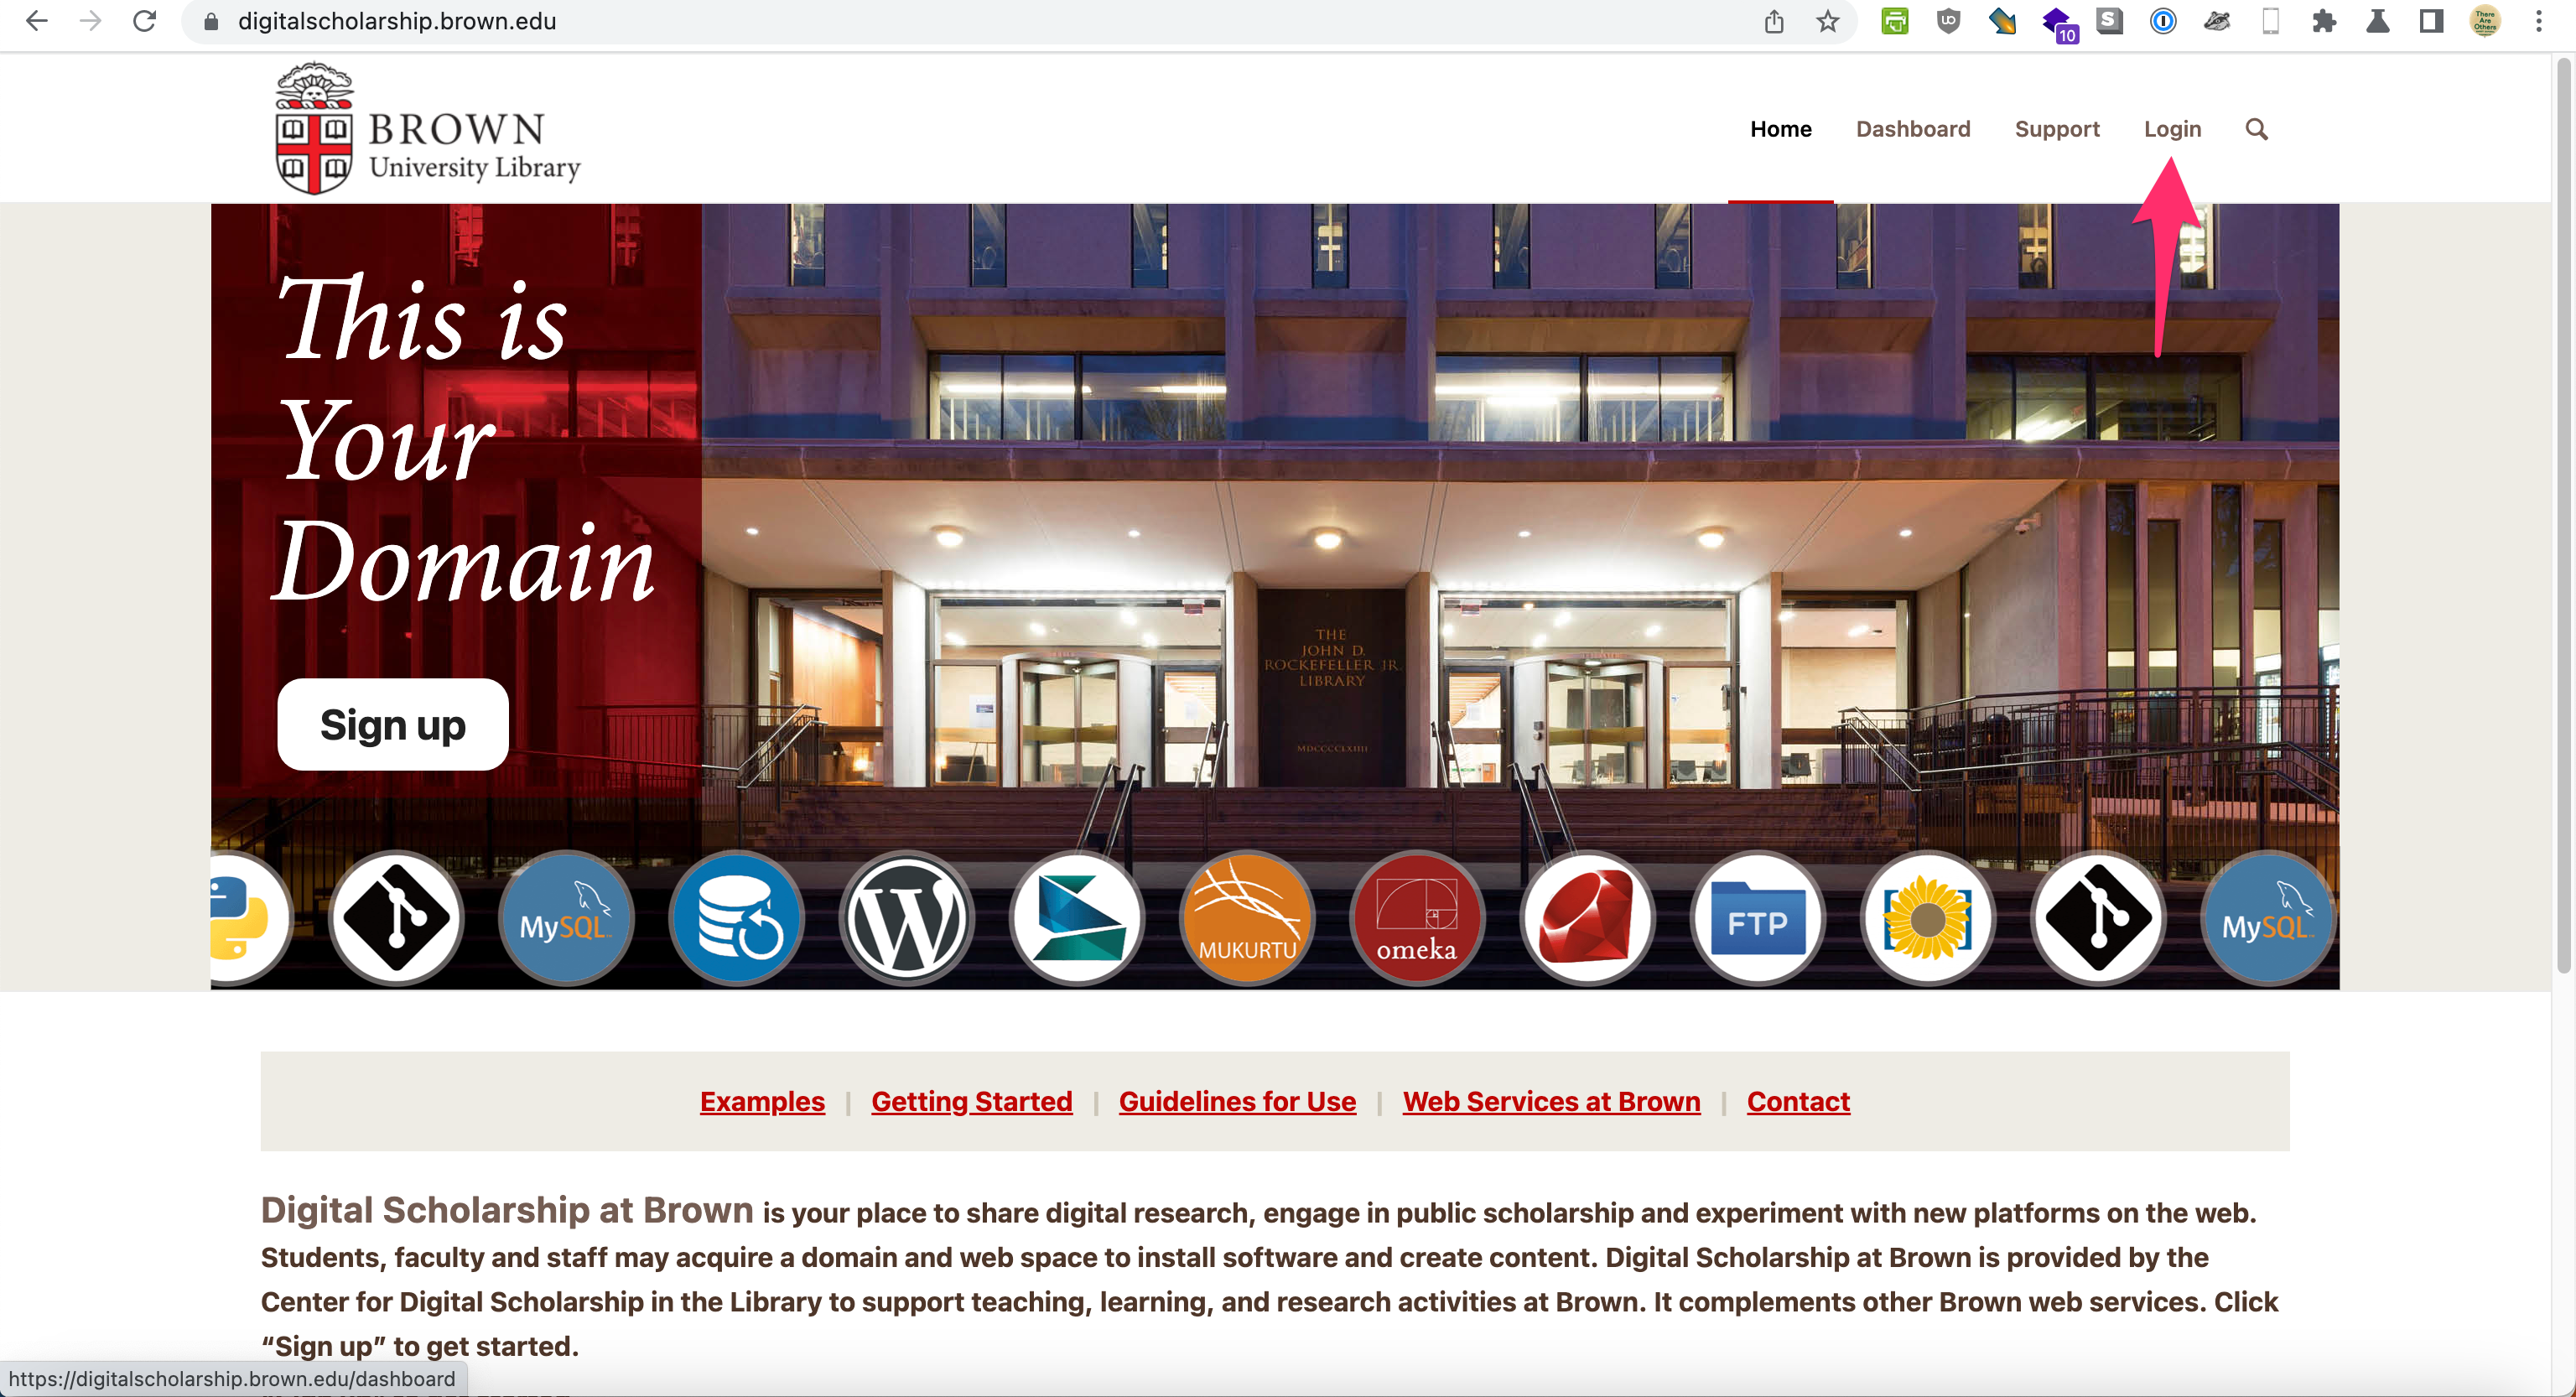 digitalscholarship.brown.edu
10
There
Are
Others
BROWN
University Library
Home Dashboard Support Login
This is
Your
Domain
Sign up
THE
JOHN D.
ROCKEFELLER JR.
LIBRARY
MDCCCCLXIIII
MySQL
MUKURTU
omeka
FTP
MySQL
Examples | Getting Started | Guidelines for Use | Web Services at Brown | Contact
Digital Scholarship at Brown is your place to share digital research, engage in public scholarship and experiment with new platforms on the web.
Students, faculty and staff may acquire a domain and web space to install software and create content. Digital Scholarship at Brown is provided by the
Center for Digital Scholarship in the Library to support teaching, learning, and research activities at Brown. It complements other Brown web services. Click
“Sign up” to get started.
https://digitalscholarship.brown.edu/dashboard